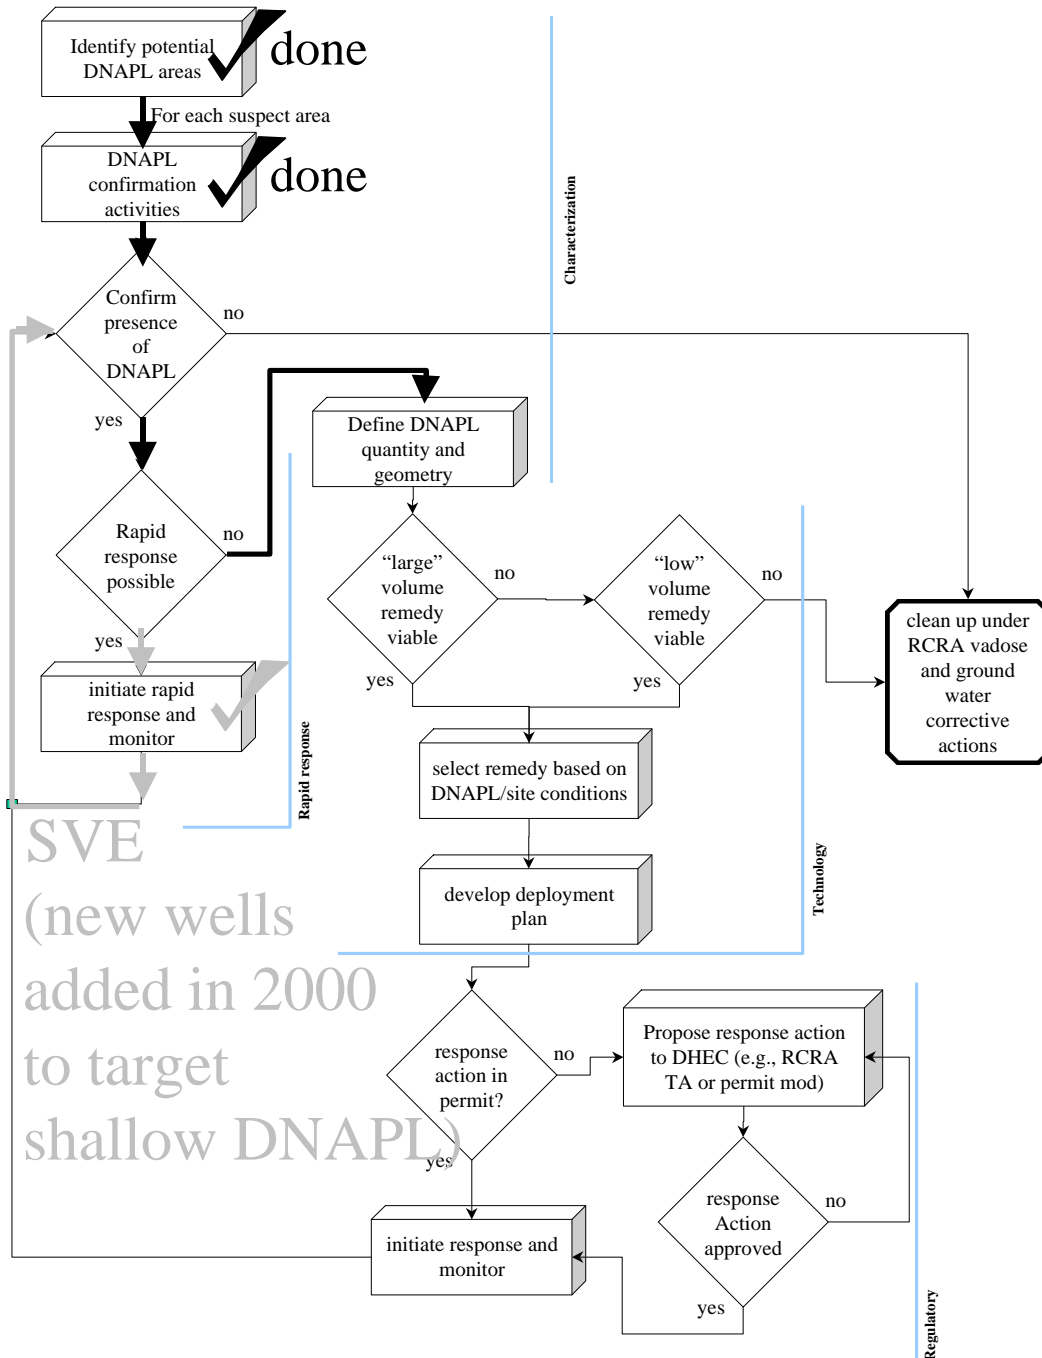 Identify potential
DNAPL areas
done
For each suspect area
DNAPL
confirmation
activities
done
Characterization
Confirm
presence
of
DNAPL
no
yes
Define DNAPL
quantity and
geometry
Rapid
response
possible
no
yes
"large"
volume
remedy
viable
no
yes
"low"
volume
remedy
viable
no
yes
clean up under
RCRA vadose
and ground
water
corrective
actions
initiate rapid
response and
monitor
Rapid response
select remedy based on
DNAPL/site conditions
develop deployment
plan
Technology
SVE
(new wells
added in 2000
to target
shallow DNAPL)
response
action in
permit?
no
yes
Propose response action
to DHEC (e.g., RCRA
TA or permit mod)
response
Action
approved
no
yes
initiate response and
monitor
Regulatory